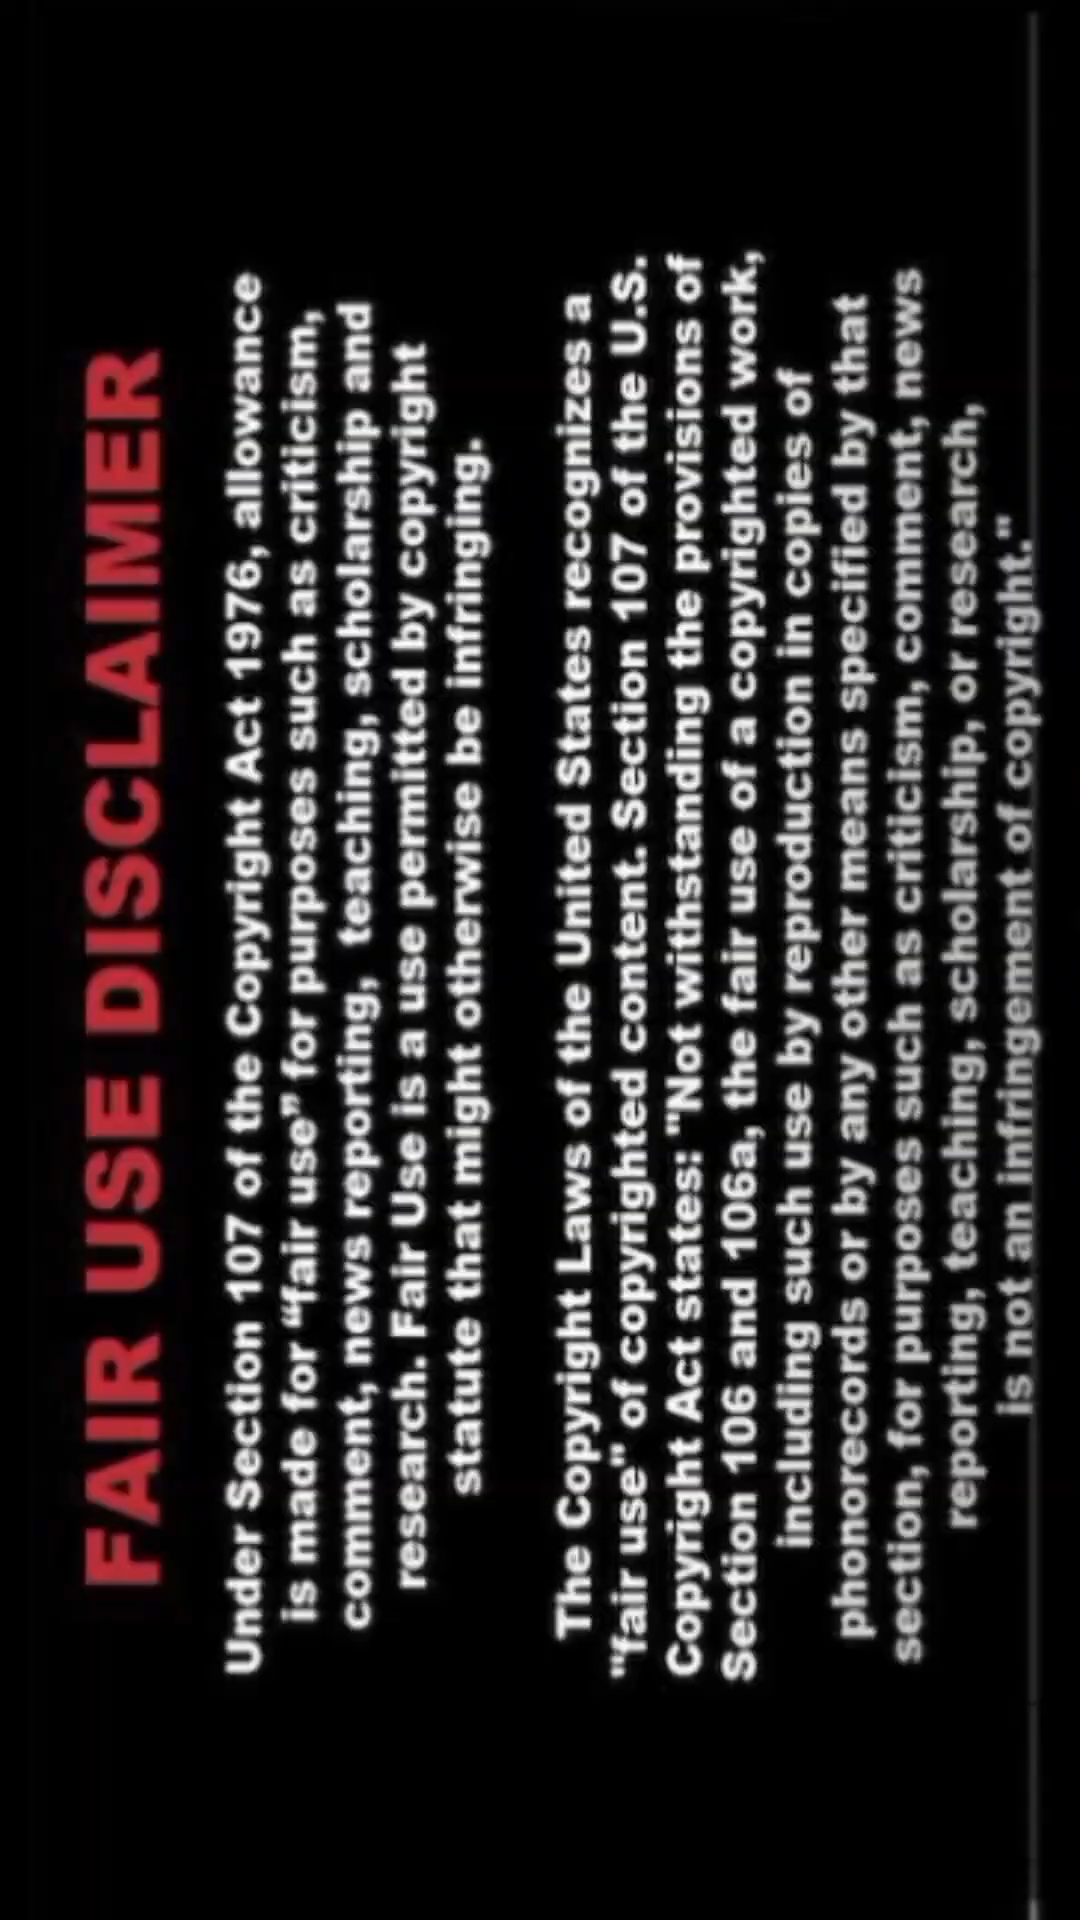 FAIR USE DISCLAIMER
Under Section 107 of the Copyright Act 1976, allowance
is made for “fair use” for purposes such as criticism,
comment, news reporting, teaching, scholarship and
research. Fair Use is a use permitted by copyright
statute that might otherwise be infringing.
The Copyright Laws of the United States recognizes a
"fair use" of copyrighted content. Section 107 of the U.S.
Copyright Act states: "Not withstanding the provisions of
Section 106 and 106a, the fair use of a copyrighted work,
including such use by reproduction in copies of
phonorecords or by any other means specified by that
section, for purposes such as criticism, comment, news
reporting, teaching, scholarship, or research,
is not an infringement of copyright."